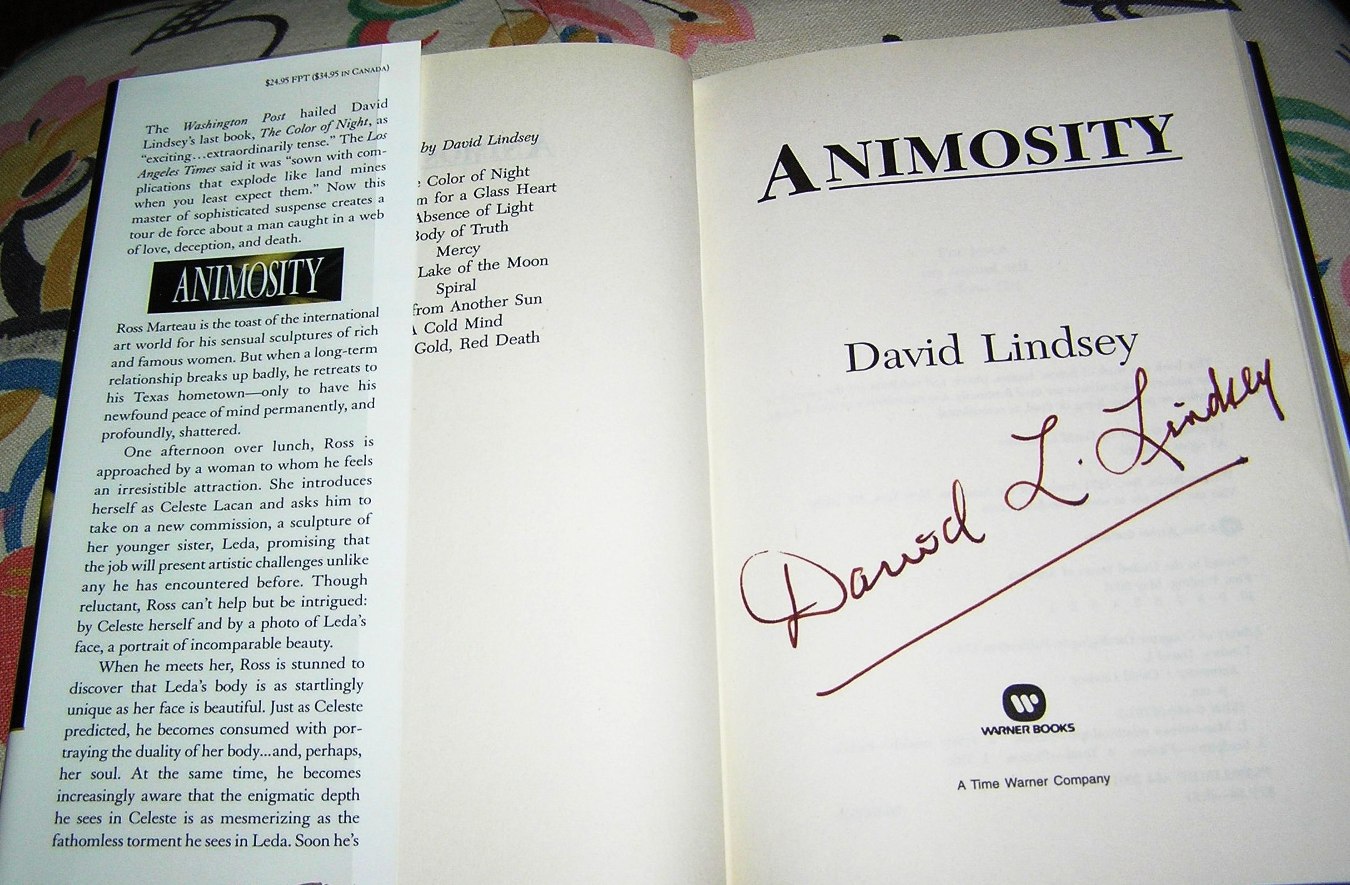 $24.95 FPT ($34.95 IN CANADA)
The Washington Post hailed David
Lindsey's last book, The Color of Night, as
"exciting...extraordinarily tense." The Los
Angeles Times said it was "sown with com-
plications that explode like land mines
when you least expect them." Now this
master of sophisticated suspense creates a
tour de force about a man caught in a web
of love, deception, and death.
ANIMOSITY
Ross Marteau is the toast of the international
art world for his sensual sculptures of rich
and famous women. But when a long-term
relationship breaks up badly, he retreats to
his Texas hometown—only to have his
newfound peace of mind permanently, and
profoundly, shattered.
One afternoon over lunch, Ross is
approached by a woman to whom he feels
an irresistible attraction. She introduces
herself as Celeste Lacan and asks him to
take on a new commission, a sculpture of
her younger sister, Leda, promising that
the job will present artistic challenges unlike
any he has encountered before. Though
reluctant, Ross can't help but be intrigued:
by Celeste herself and by a photo of Leda's
face, a portrait of incomparable beauty.
When he meets her, Ross is stunned to
discover that Leda's body is as startlingly
unique as her face is beautiful. Just as Celeste
predicted, he becomes consumed with por-
traying the duality of her body...and, perhaps,
her soul. At the same time, he becomes
increasingly aware that the enigmatic depth
he sees in Celeste is as mesmerizing as the
fathomless torment he sees in Leda. Soon he's
by David Lindsey
Color of Night
m for a Glass Heart
Absence of Light
Body of Truth
Mercy
Lake of the Moon
Spiral
from Another Sun
A Cold Mind
Gold, Red Death
ANIMOSITY
David Lindsey
David L. Lindsey
WARNER BOOKS
A Time Warner Company